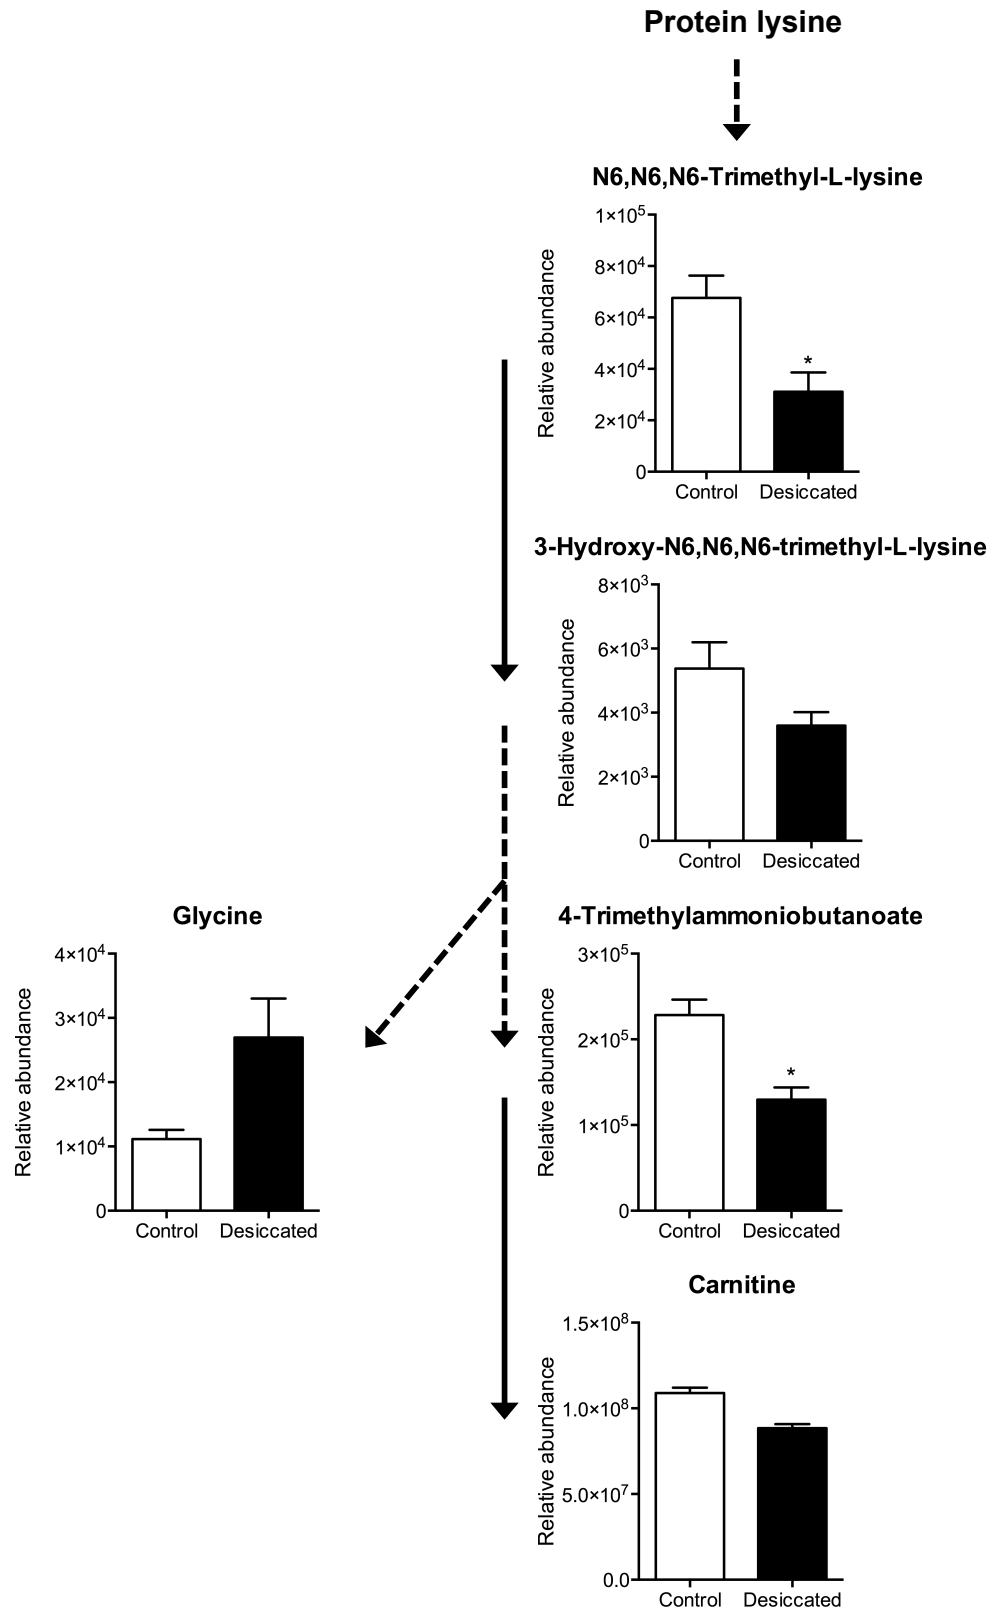 Protein lysine
N6,N6,N6-Trimethyl-L-lysine
Relative abundance
1×10⁵
8×10⁴
6×10⁴
4×10⁴
2×10⁴
0
*
Control Desiccated
3-Hydroxy-N6,N6,N6-trimethyl-L-lysine
Relative abundance
8×10³
6×10³
4×10³
2×10³
0
Control Desiccated
Glycine
Relative abundance
4×10⁴
3×10⁴
2×10⁴
1×10⁴
0
Control Desiccated
4-Trimethylammoniobutanoate
Relative abundance
3×10⁵
2×10⁵
1×10⁵
0
*
Control Desiccated
Carnitine
Relative abundance
1.5×10⁸
1.0×10⁸
5.0×10⁷
0.0
Control Desiccated